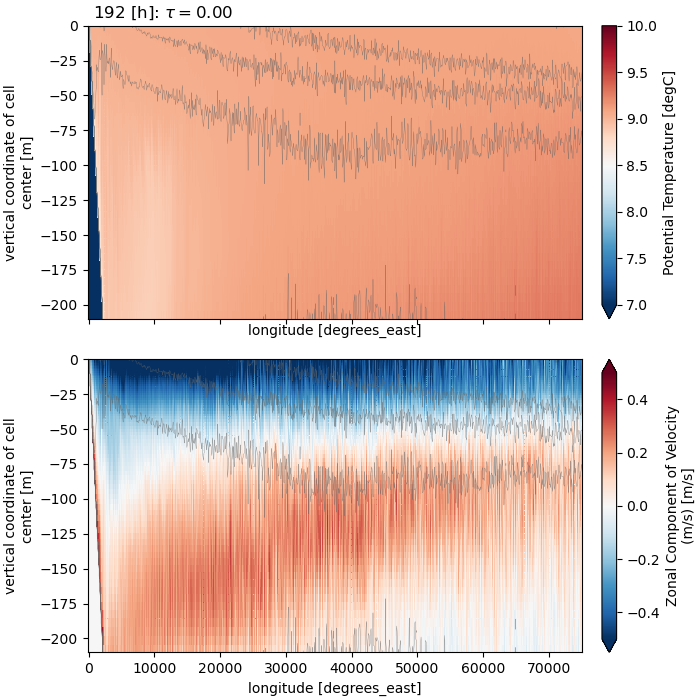 192 [h]: τ = 0.00
vertical coordinate of cell
center [m]
0
−25
−50
−75
−100
−125
−150
−175
−200
longitude [degrees_east]
10.0
9.5
9.0
8.5
8.0
7.5
7.0
Potential Temperature [degC]
vertical coordinate of cell
center [m]
0
−25
−50
−75
−100
−125
−150
−175
−200
0 10000 20000 30000 40000 50000 60000 70000
longitude [degrees_east]
0.4
0.2
0.0
−0.2
−0.4
Zonal Component of Velocity
(m/s) [m/s]